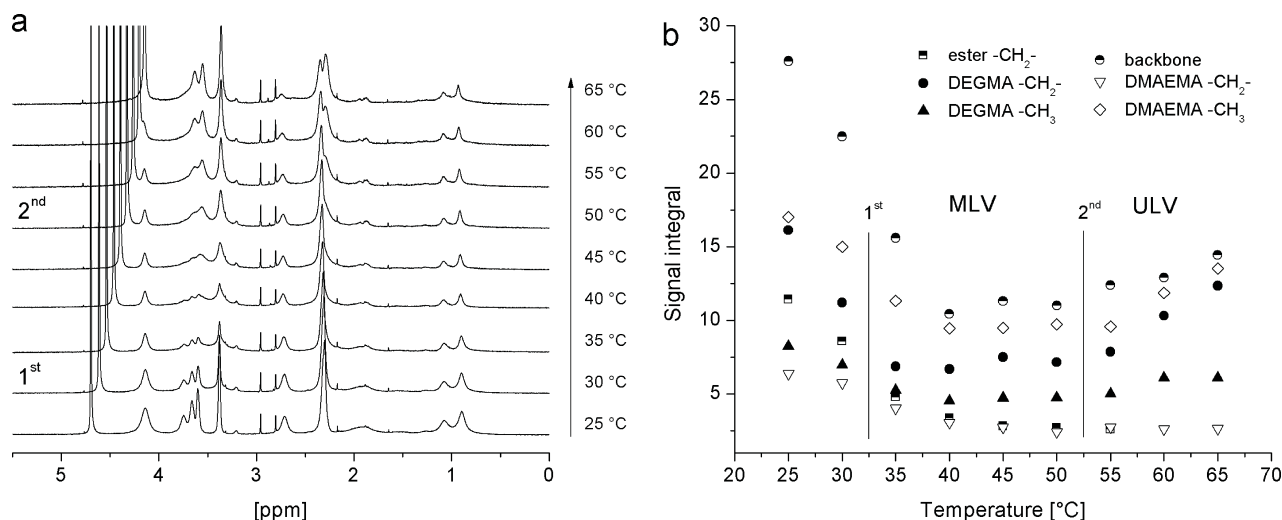 a
65 °C
60 °C
55 °C
2nd
50 °C
45 °C
40 °C
35 °C
1st
30 °C
25 °C
5 4 3 2 1 0
[ppm]
b
ester -CH2-
DEGMA -CH2-
DEGMA -CH3
backbone
DMAEMA -CH2-
DMAEMA -CH3
1st MLV 2nd ULV
Signal integral
30
25
20
15
10
5
20 25 30 35 40 45 50 55 60 65 70
Temperature [°C]